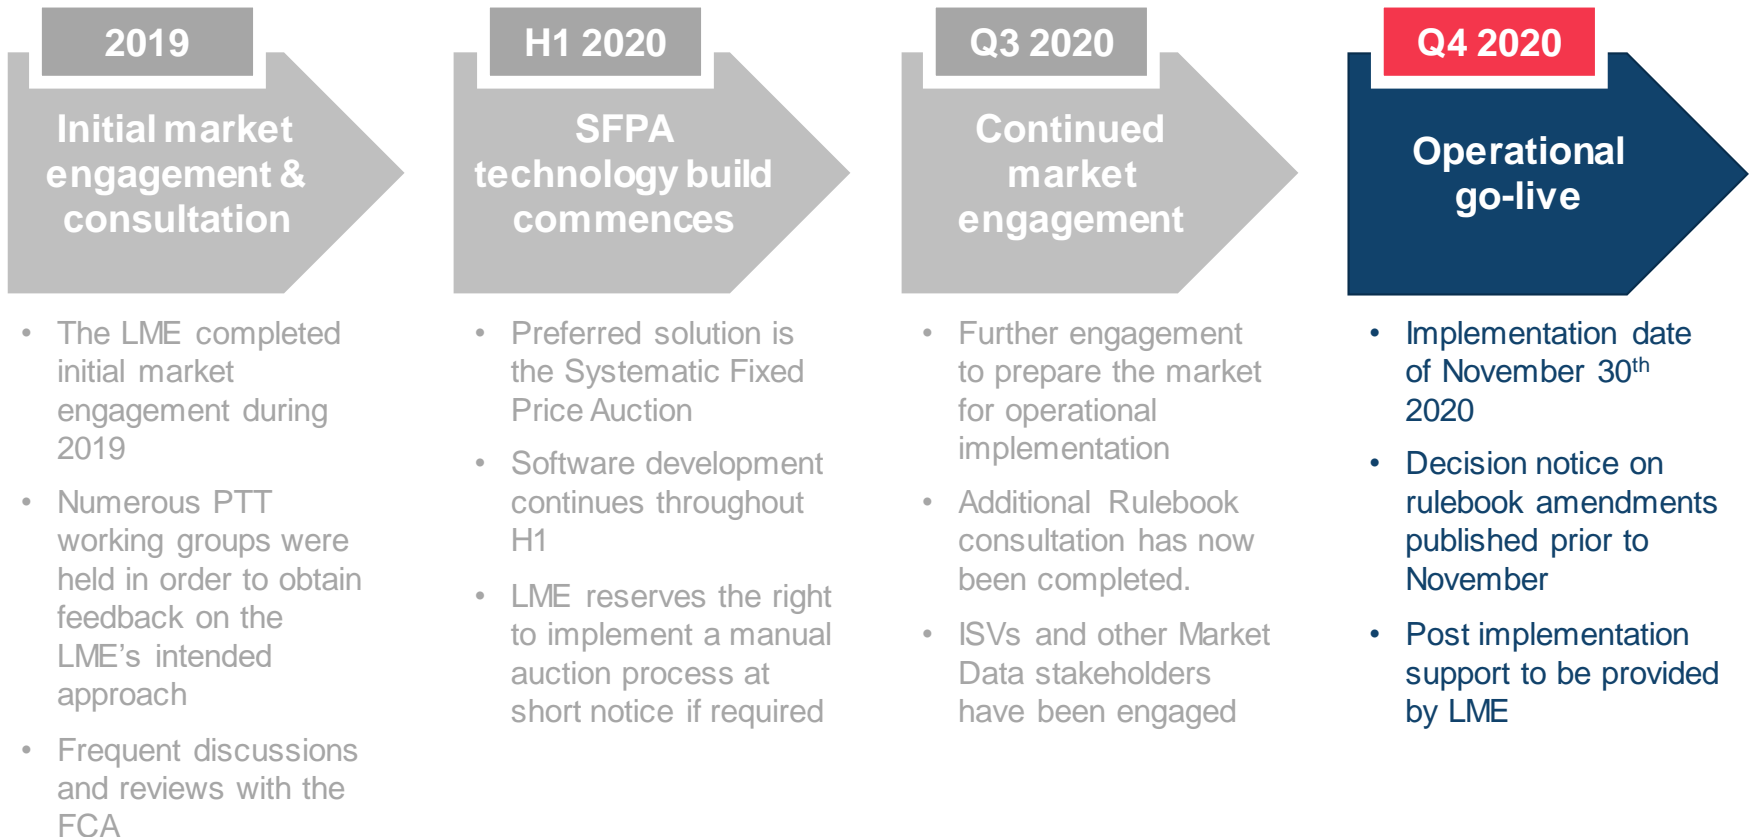 2019
Initial market
engagement &
consultation
• The LME completed
initial market
engagement during
2019
• Numerous PTT
working groups were
held in order to obtain
feedback on the
LME's intended
approach
• Frequent discussions
and reviews with the
FCA
H1 2020
SFPA
technology build
commences
• Preferred solution is
the Systematic Fixed
Price Auction
• Software development
continues throughout
H1
• LME reserves the right
to implement a manual
auction process at
short notice if required
Q3 2020
Continued
market
engagement
• Further engagement
to prepare the market
for operational
implementation
• Additional Rulebook
consultation has now
been completed.
• ISVs and other Market
Data stakeholders
have been engaged
Q4 2020
Operational
go-live
• Implementation date
of November 30th
2020
• Decision notice on
rulebook amendments
published prior to
November
• Post implementation
support to be provided
by LME